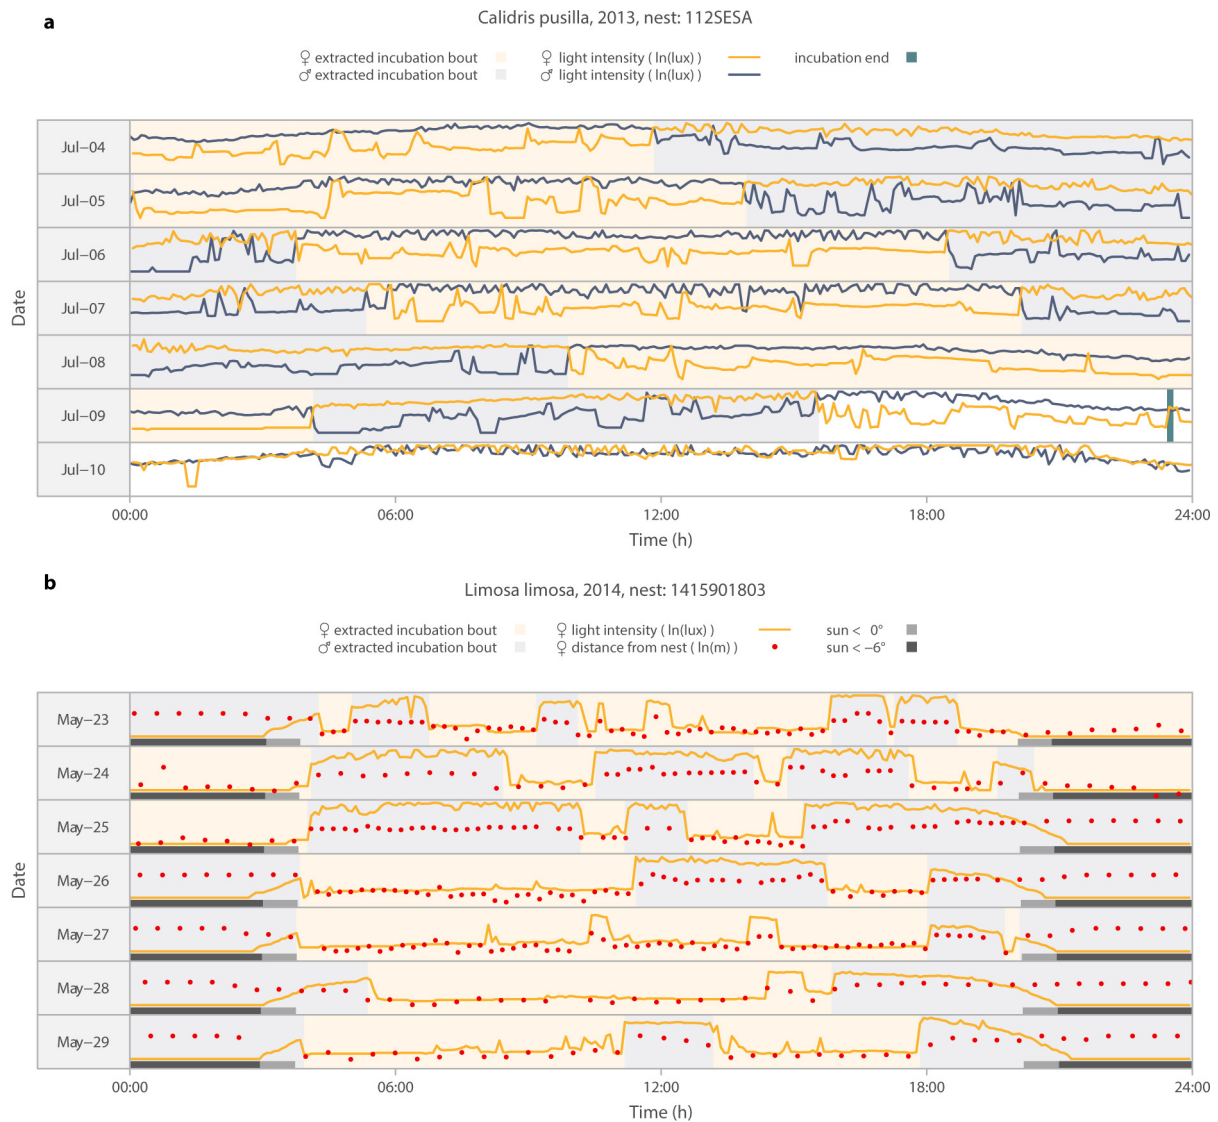 a
Calidris pusilla, 2013, nest: 112SESA
♀ extracted incubation bout ♀ light intensity ( ln(lux) ) incubation end
♂ extracted incubation bout ♂ light intensity ( ln(lux) )
Date
Jul−04
Jul−05
Jul−06
Jul−07
Jul−08
Jul−09
Jul−10
00:00 06:00 12:00 18:00 24:00
Time (h)
b
Limosa limosa, 2014, nest: 1415901803
♀ extracted incubation bout ♀ light intensity ( ln(lux) ) sun < 0°
♂ extracted incubation bout ♀ distance from nest ( ln(m) ) sun < −6°
Date
May−23
May−24
May−25
May−26
May−27
May−28
May−29
00:00 06:00 12:00 18:00 24:00
Time (h)